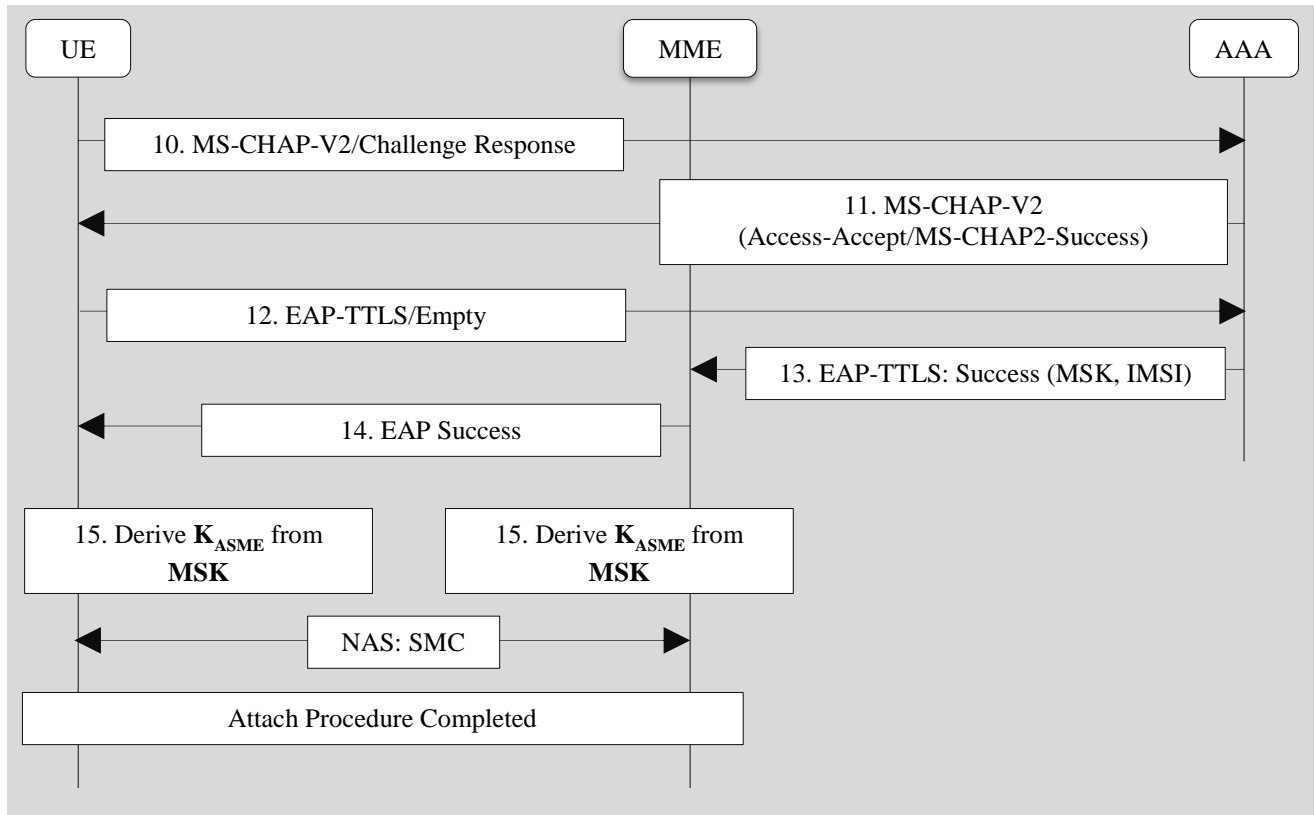 UE
MME
AAA
10. MS-CHAP-V2/Challenge Response
11. MS-CHAP-V2
(Access-Accept/MS-CHAP2-Success)
12. EAP-TTLS/Empty
13. EAP-TTLS: Success (MSK, IMSI)
14. EAP Success
15. Derive K_ASME from
MSK
15. Derive K_ASME from
MSK
NAS: SMC
Attach Procedure Completed